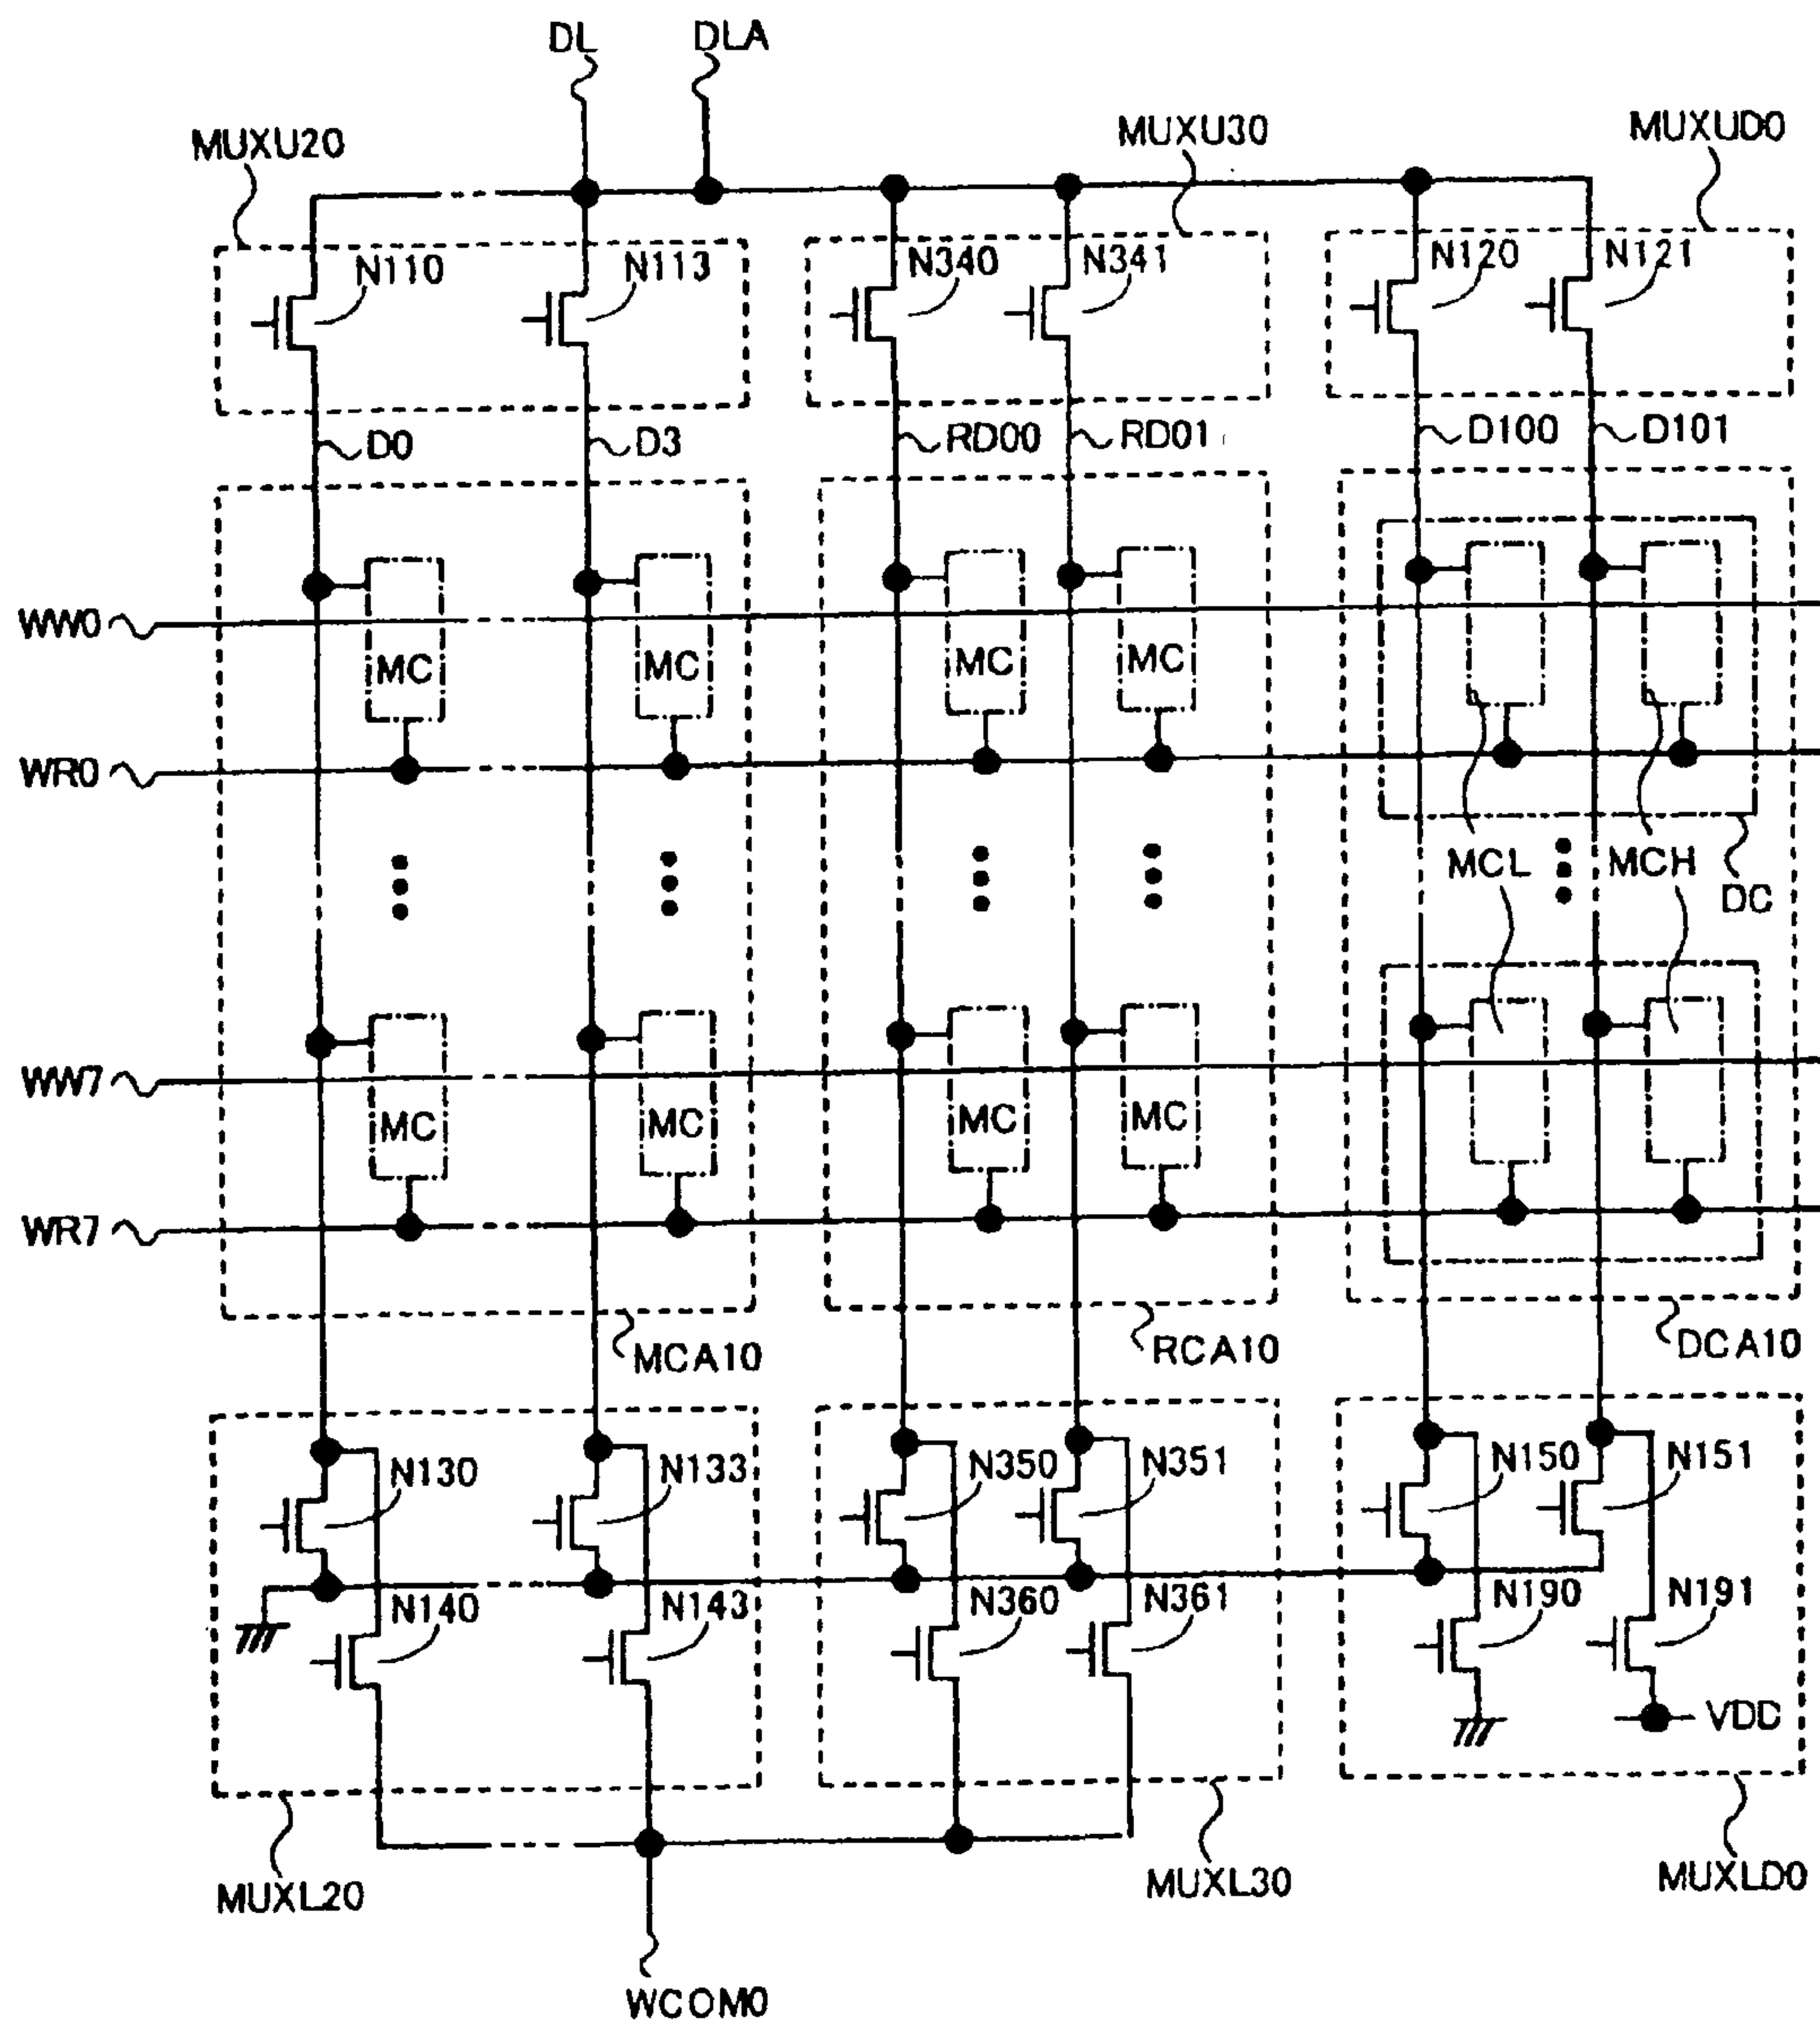 DL DLA
MUXU20 MUXU30 MUXUD0
N110 N113 N340 N341 N120 N121
D0 D3 RD00 RD01 D100 D101
WW0
MC MC MC MC
WR0
MCL MCH
DC
WW7
MC MC MC MC
WR7
MCA10 RCA10 DCA10
N130 N133 N350 N351 N150 N151
N140 N143 N360 N361 N190 N191
VDD
MUXL20 MUXL30 MUXLD0
WCOM0